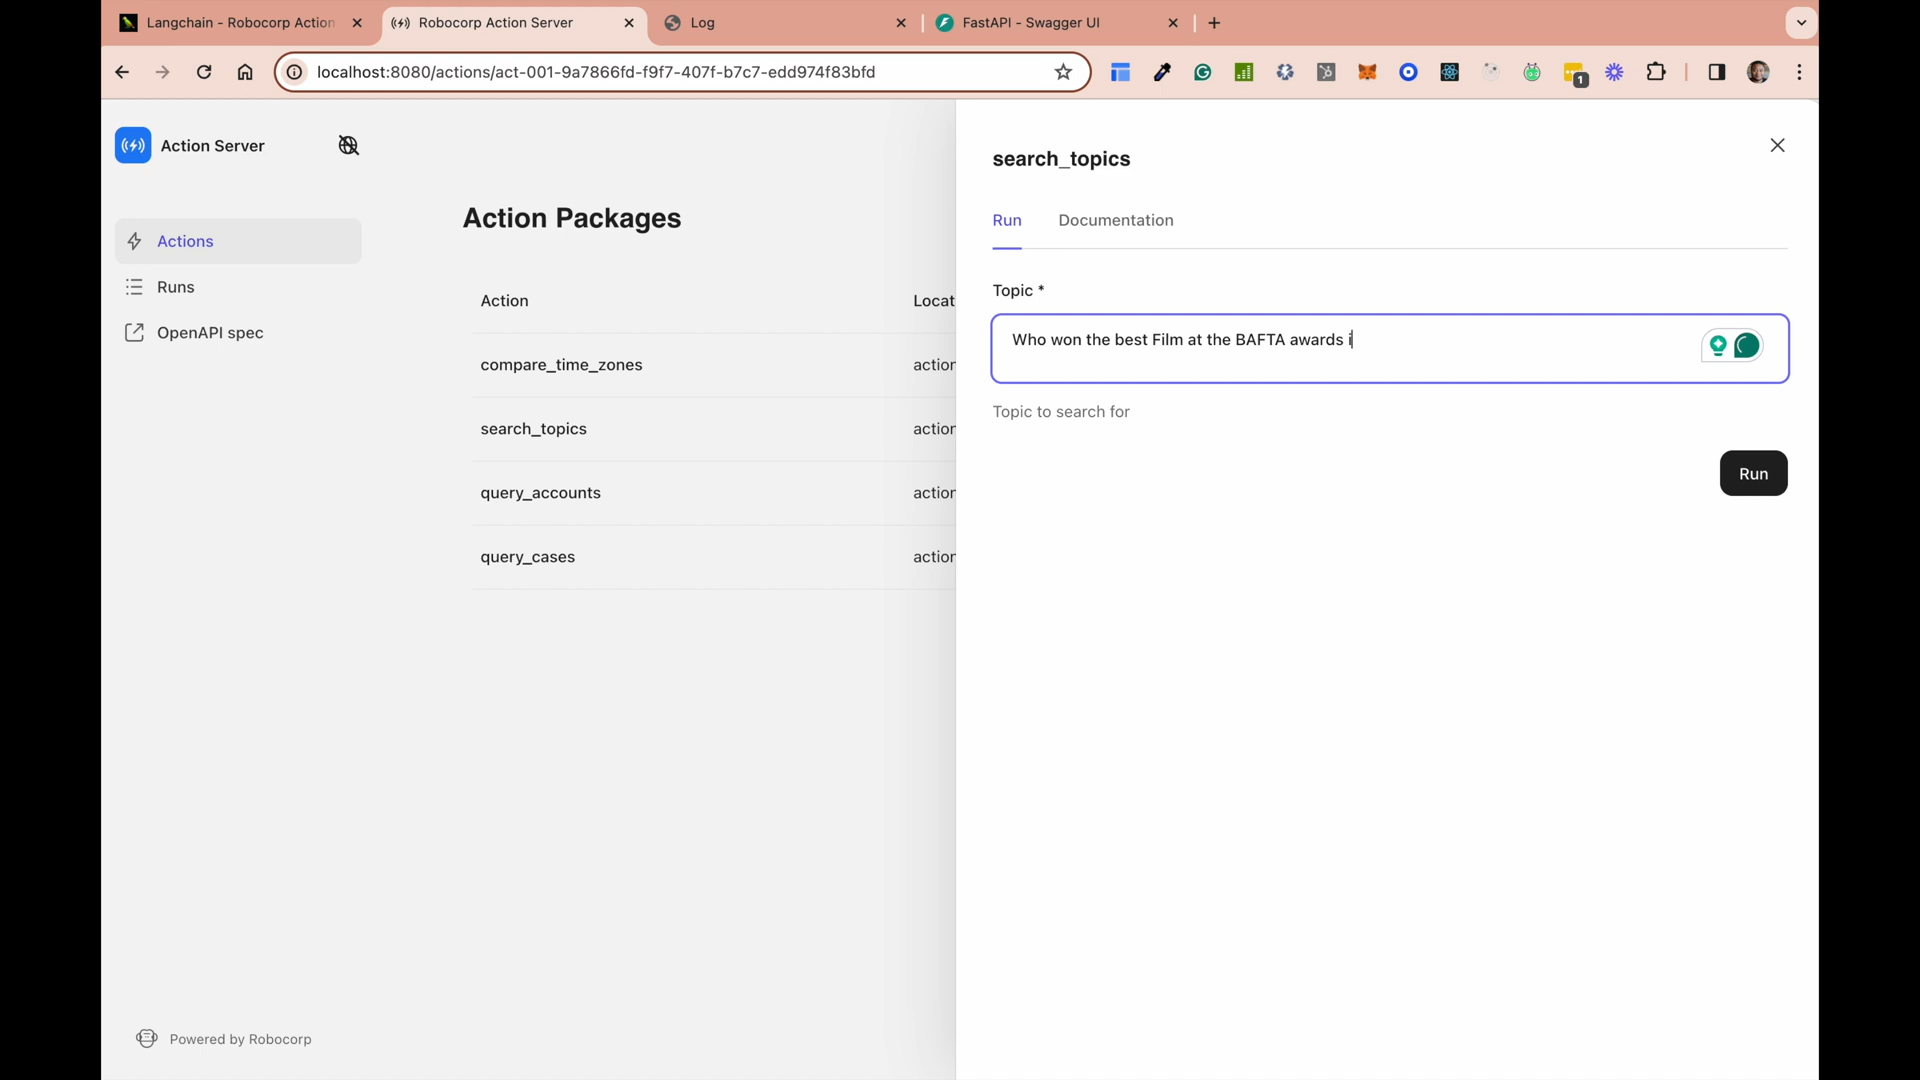 Langchain - Robocorp Action
Robocorp Action Server
Log
FastAPI - Swagger UI
localhost:8080/actions/act-001-9a7866fd-f9f7-407f-b7c7-edd974f83bfd
1
Action Server
Actions
Runs
OpenAPI spec
Powered by Robocorp
Action Packages
Action
Locat
compare_time_zones
action
search_topics
action
query_accounts
action
query_cases
action
search_topics
Run
Documentation
Topic *
Who won the best Film at the BAFTA awards i
Topic to search for
Run